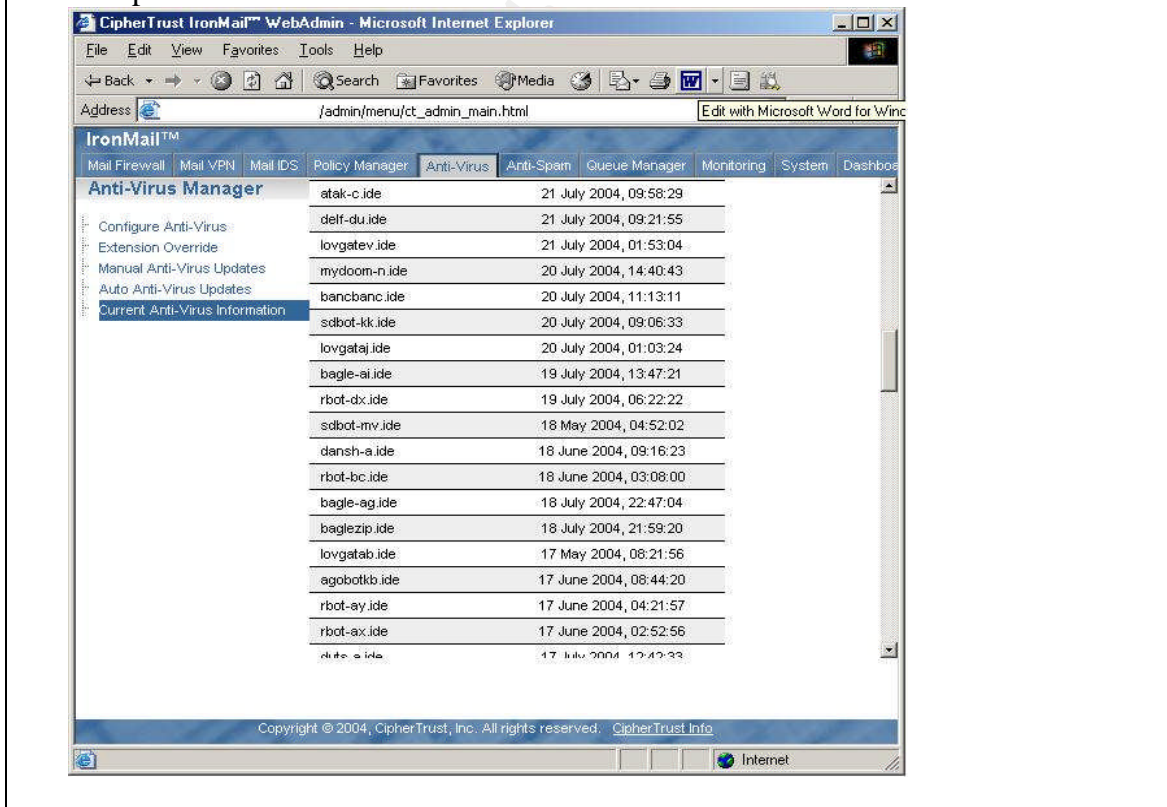 CipherTrust IronMail™ WebAdmin - Microsoft Internet Explorer
File Edit View Favorites Tools Help
Back Search Favorites Media
Address /admin/menu/ct_admin_main.html Edit with Microsoft Word for Winc
IronMail™
Mail Firewall Mail VPN Mail IDS Policy Manager Anti-Virus Anti-Spam Queue Manager Monitoring System Dashboa
Anti-Virus Manager
Configure Anti-Virus
Extension Override
Manual Anti-Virus Updates
Auto Anti-Virus Updates
Current Anti-Virus Information
atak-c.ide 21 July 2004, 09:58:29
delf-du.ide 21 July 2004, 09:21:55
lovgatev.ide 21 July 2004, 01:53:04
mydoom-n.ide 20 July 2004, 14:40:43
bancbanc.ide 20 July 2004, 11:13:11
sdbot-kk.ide 20 July 2004, 09:06:33
lovgataj.ide 20 July 2004, 01:03:24
bagle-ai.ide 19 July 2004, 13:47:21
rbot-dx.ide 19 July 2004, 06:22:22
sdbot-mv.ide 18 May 2004, 04:52:02
dansh-a.ide 18 June 2004, 09:16:23
rbot-bc.ide 18 June 2004, 03:08:00
bagle-ag.ide 18 July 2004, 22:47:04
baglezip.ide 18 July 2004, 21:59:20
lovgatab.ide 17 May 2004, 08:21:56
agobotkb.ide 17 June 2004, 08:44:20
rbot-ay.ide 17 June 2004, 04:21:57
rbot-ax.ide 17 June 2004, 02:52:56
duts-a.ide 17 July 2004, 12:42:33
Copyright © 2004, CipherTrust, Inc. All rights reserved. CipherTrust Info
Internet